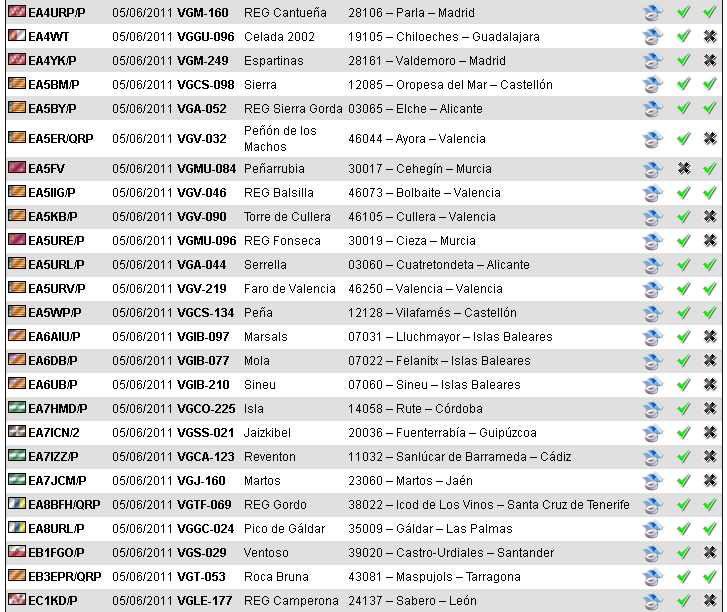 EA4URP/P 05/06/2011 VGM-160 REG Cantueña 28106 – Parla – Madrid
EA4WT 05/06/2011 VGGU-096 Celada 2002 19105 – Chiloeches – Guadalajara
EA4YK/P 05/06/2011 VGM-249 Espartinas 28161 – Valdemoro – Madrid
EA5BM/P 05/06/2011 VGCS-098 Sierra 12085 – Oropesa del Mar – Castellón
EA5BY/P 05/06/2011 VGA-052 REG Sierra Gorda 03065 – Elche – Alicante
EA5ER/QRP 05/06/2011 VGV-032 Peñón de los Machos 46044 – Ayora – Valencia
EA5FV 05/06/2011 VGMU-084 Peñarrubia 30017 – Cehegín – Murcia
EA5IIG/P 05/06/2011 VGV-046 REG Balsilla 46073 – Bolbaite – Valencia
EA5KB/P 05/06/2011 VGV-090 Torre de Cullera 46105 – Cullera – Valencia
EA5URE/P 05/06/2011 VGMU-096 REG Fonseca 30019 – Cieza – Murcia
EA5URL/P 05/06/2011 VGA-044 Serrella 03060 – Cuatretondeta – Alicante
EA5URV/P 05/06/2011 VGV-219 Faro de Valencia 46250 – Valencia – Valencia
EA5WP/P 05/06/2011 VGCS-134 Peña 12128 – Vilafamés – Castellón
EA6AIU/P 05/06/2011 VGIB-097 Marsals 07031 – Lluchmayor – Islas Baleares
EA6DB/P 05/06/2011 VGIB-077 Mola 07022 – Felanitx – Islas Baleares
EA6UB/P 05/06/2011 VGIB-210 Sineu 07060 – Sineu – Islas Baleares
EA7HMD/P 05/06/2011 VGCO-225 Isla 14058 – Rute – Córdoba
EA7ICN/2 05/06/2011 VGSS-021 Jaizkibel 20036 – Fuenterrabía – Guipúzcoa
EA7IZZ/P 05/06/2011 VGCA-123 Reventon 11032 – Sanlúcar de Barrameda – Cádiz
EA7JCM/P 05/06/2011 VGJ-160 Martos 23060 – Martos – Jaén
EA8BFH/QRP 05/06/2011 VGTF-069 REG Gordo 38022 – Icod de Los Vinos – Santa Cruz de Tenerife
EA8URL/P 05/06/2011 VGGC-024 Pico de Gáldar 35009 – Gáldar – Las Palmas
EB1FGO/P 05/06/2011 VGS-029 Ventoso 39020 – Castro-Urdiales – Santander
EB3EPR/QRP 05/06/2011 VGT-053 Roca Bruna 43081 – Maspujols – Tarragona
EC1KD/P 05/06/2011 VGLE-177 REG Camperona 24137 – Sabero – León